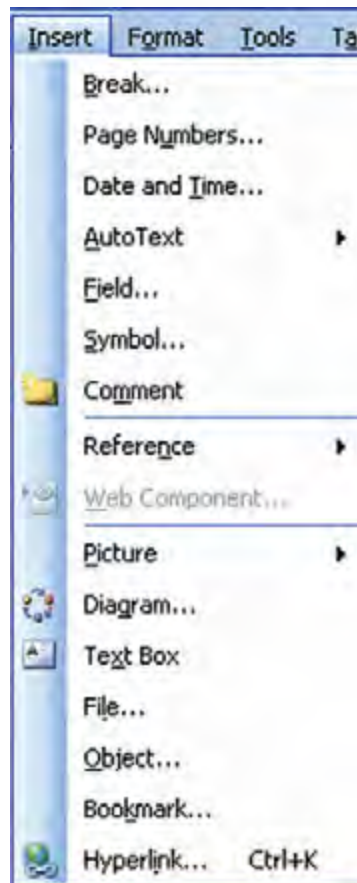 Insert Format Tools Ta
Break...
Page Numbers...
Date and Time...
AutoText
Field...
Symbol...
Comment
Reference
Web Component...
Picture
Diagram...
Text Box
File...
Object...
Bookmark...
Hyperlink... Ctrl+K